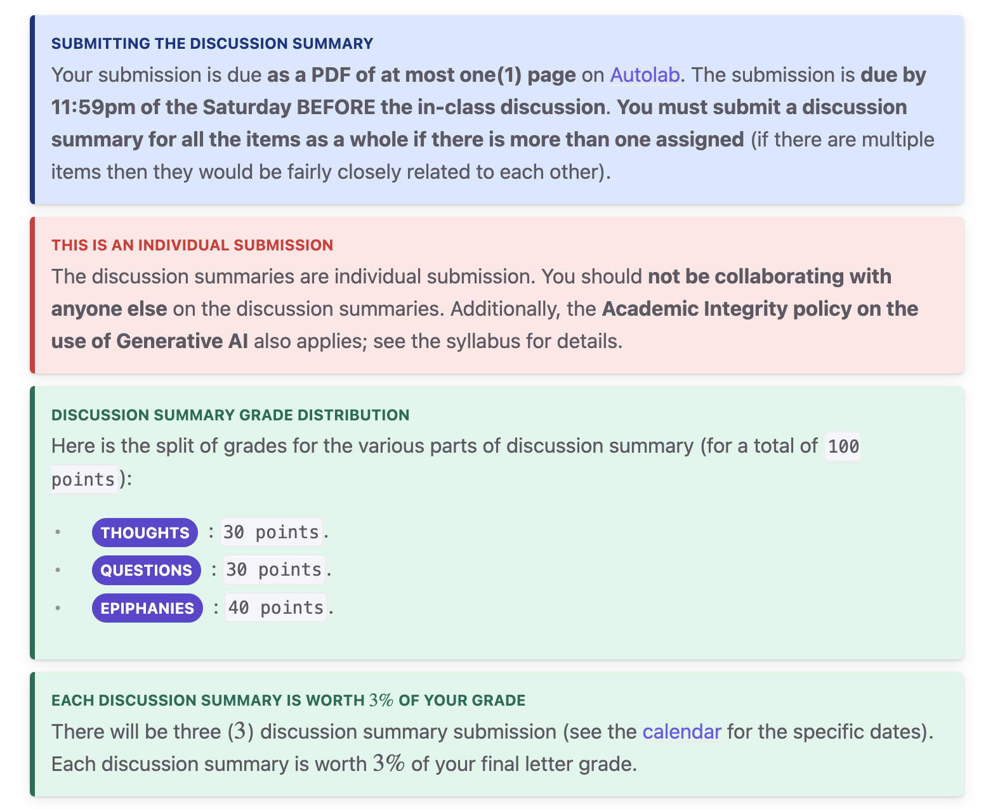 SUBMITTING THE DISCUSSION SUMMARY
Your submission is due as a PDF of at most one(1) page on Autolab. The submission is due by
11:59pm of the Saturday BEFORE the in-class discussion. You must submit a discussion
summary for all the items as a whole if there is more than one assigned (if there are multiple
items then they would be fairly closely related to each other).
THIS IS AN INDIVIDUAL SUBMISSION
The discussion summaries are individual submission. You should not be collaborating with
anyone else on the discussion summaries. Additionally, the Academic Integrity policy on the
use of Generative AI also applies; see the syllabus for details.
DISCUSSION SUMMARY GRADE DISTRIBUTION
Here is the split of grades for the various parts of discussion summary (for a total of 100
points):
• THOUGHTS : 30 points.
• QUESTIONS : 30 points.
• EPIPHANIES : 40 points.
EACH DISCUSSION SUMMARY IS WORTH 3% OF YOUR GRADE
There will be three (3) discussion summary submission (see the calendar for the specific dates).
Each discussion summary is worth 3% of your final letter grade.